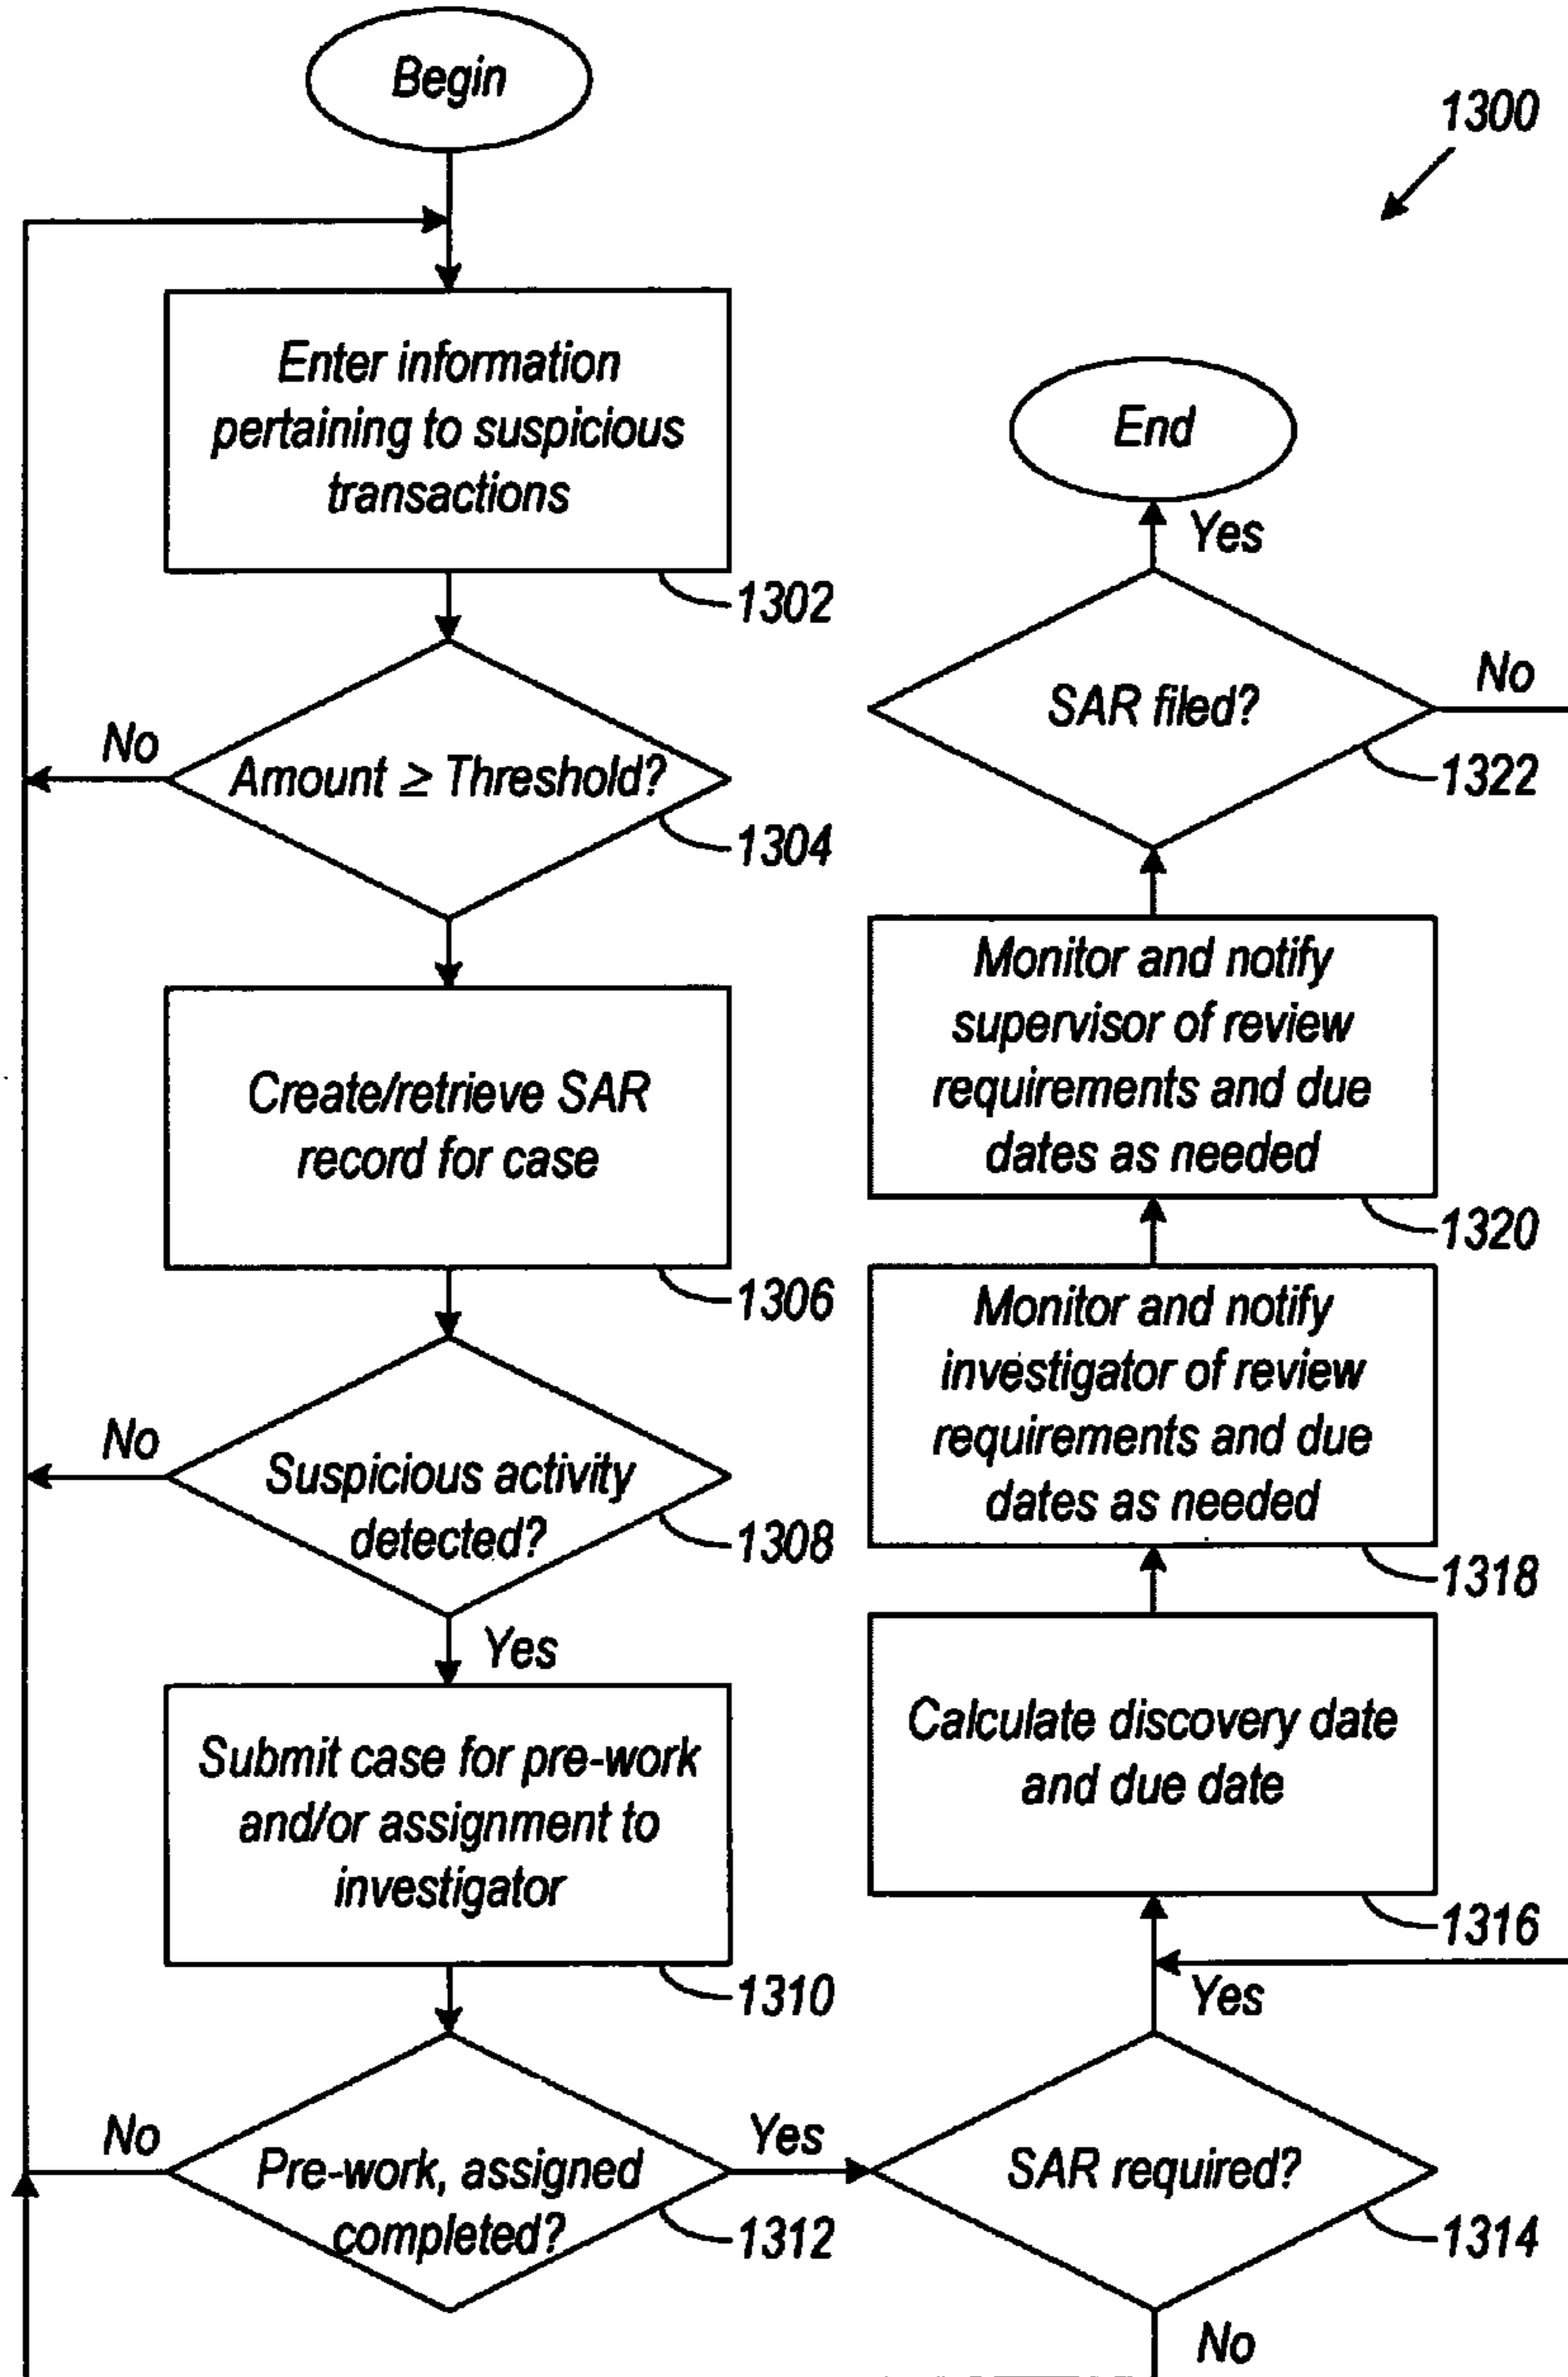 Begin
1300
Enter information
pertaining to suspicious
transactions
1302
No
Amount ≥ Threshold?
1304
Create/retrieve SAR
record for case
1306
No
Suspicious activity
detected?
1308
Yes
Submit case for pre-work
and/or assignment to
investigator
1310
No
Pre-work, assigned
completed?
1312
Yes
SAR required?
1314
No
Yes
Calculate discovery date
and due date
1316
Monitor and notify
investigator of review
requirements and due
dates as needed
1318
Monitor and notify
supervisor of review
requirements and due
dates as needed
1320
SAR filed?
1322
No
Yes
End